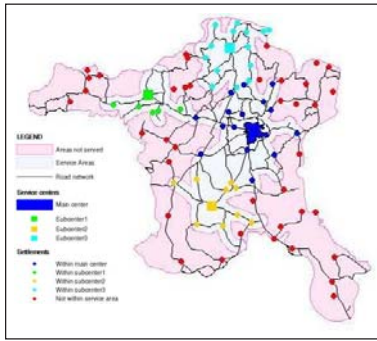 LEGEND
Areas not served
Service Areas
Road network
Service centers
Main center
Subcenter1
Subcenter2
Subcenter3
Settlements
Within main center
Within subcenter1
Within subcenter2
Within subcenter3
Not within service area